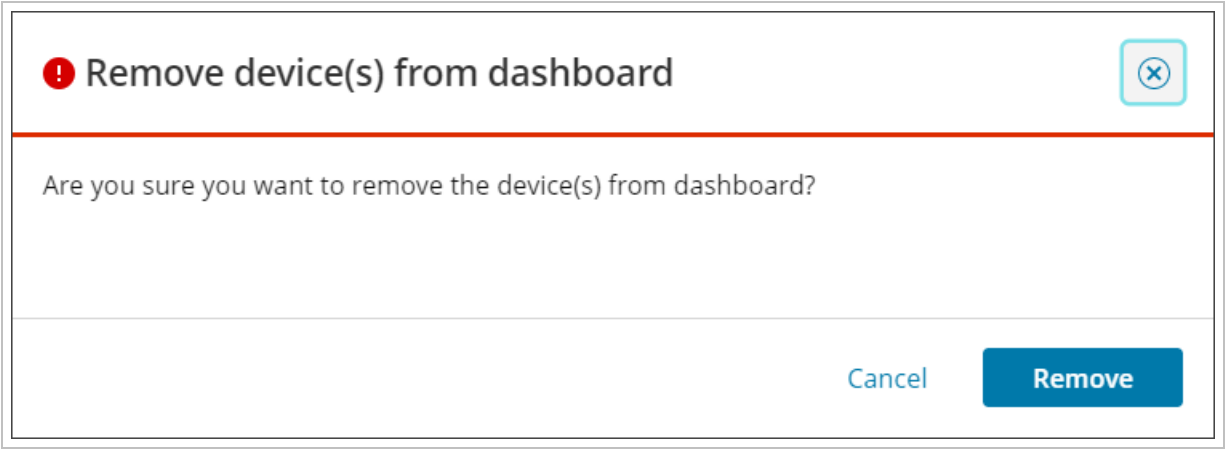 Remove device(s) from dashboard
Are you sure you want to remove the device(s) from dashboard?
Cancel
Remove